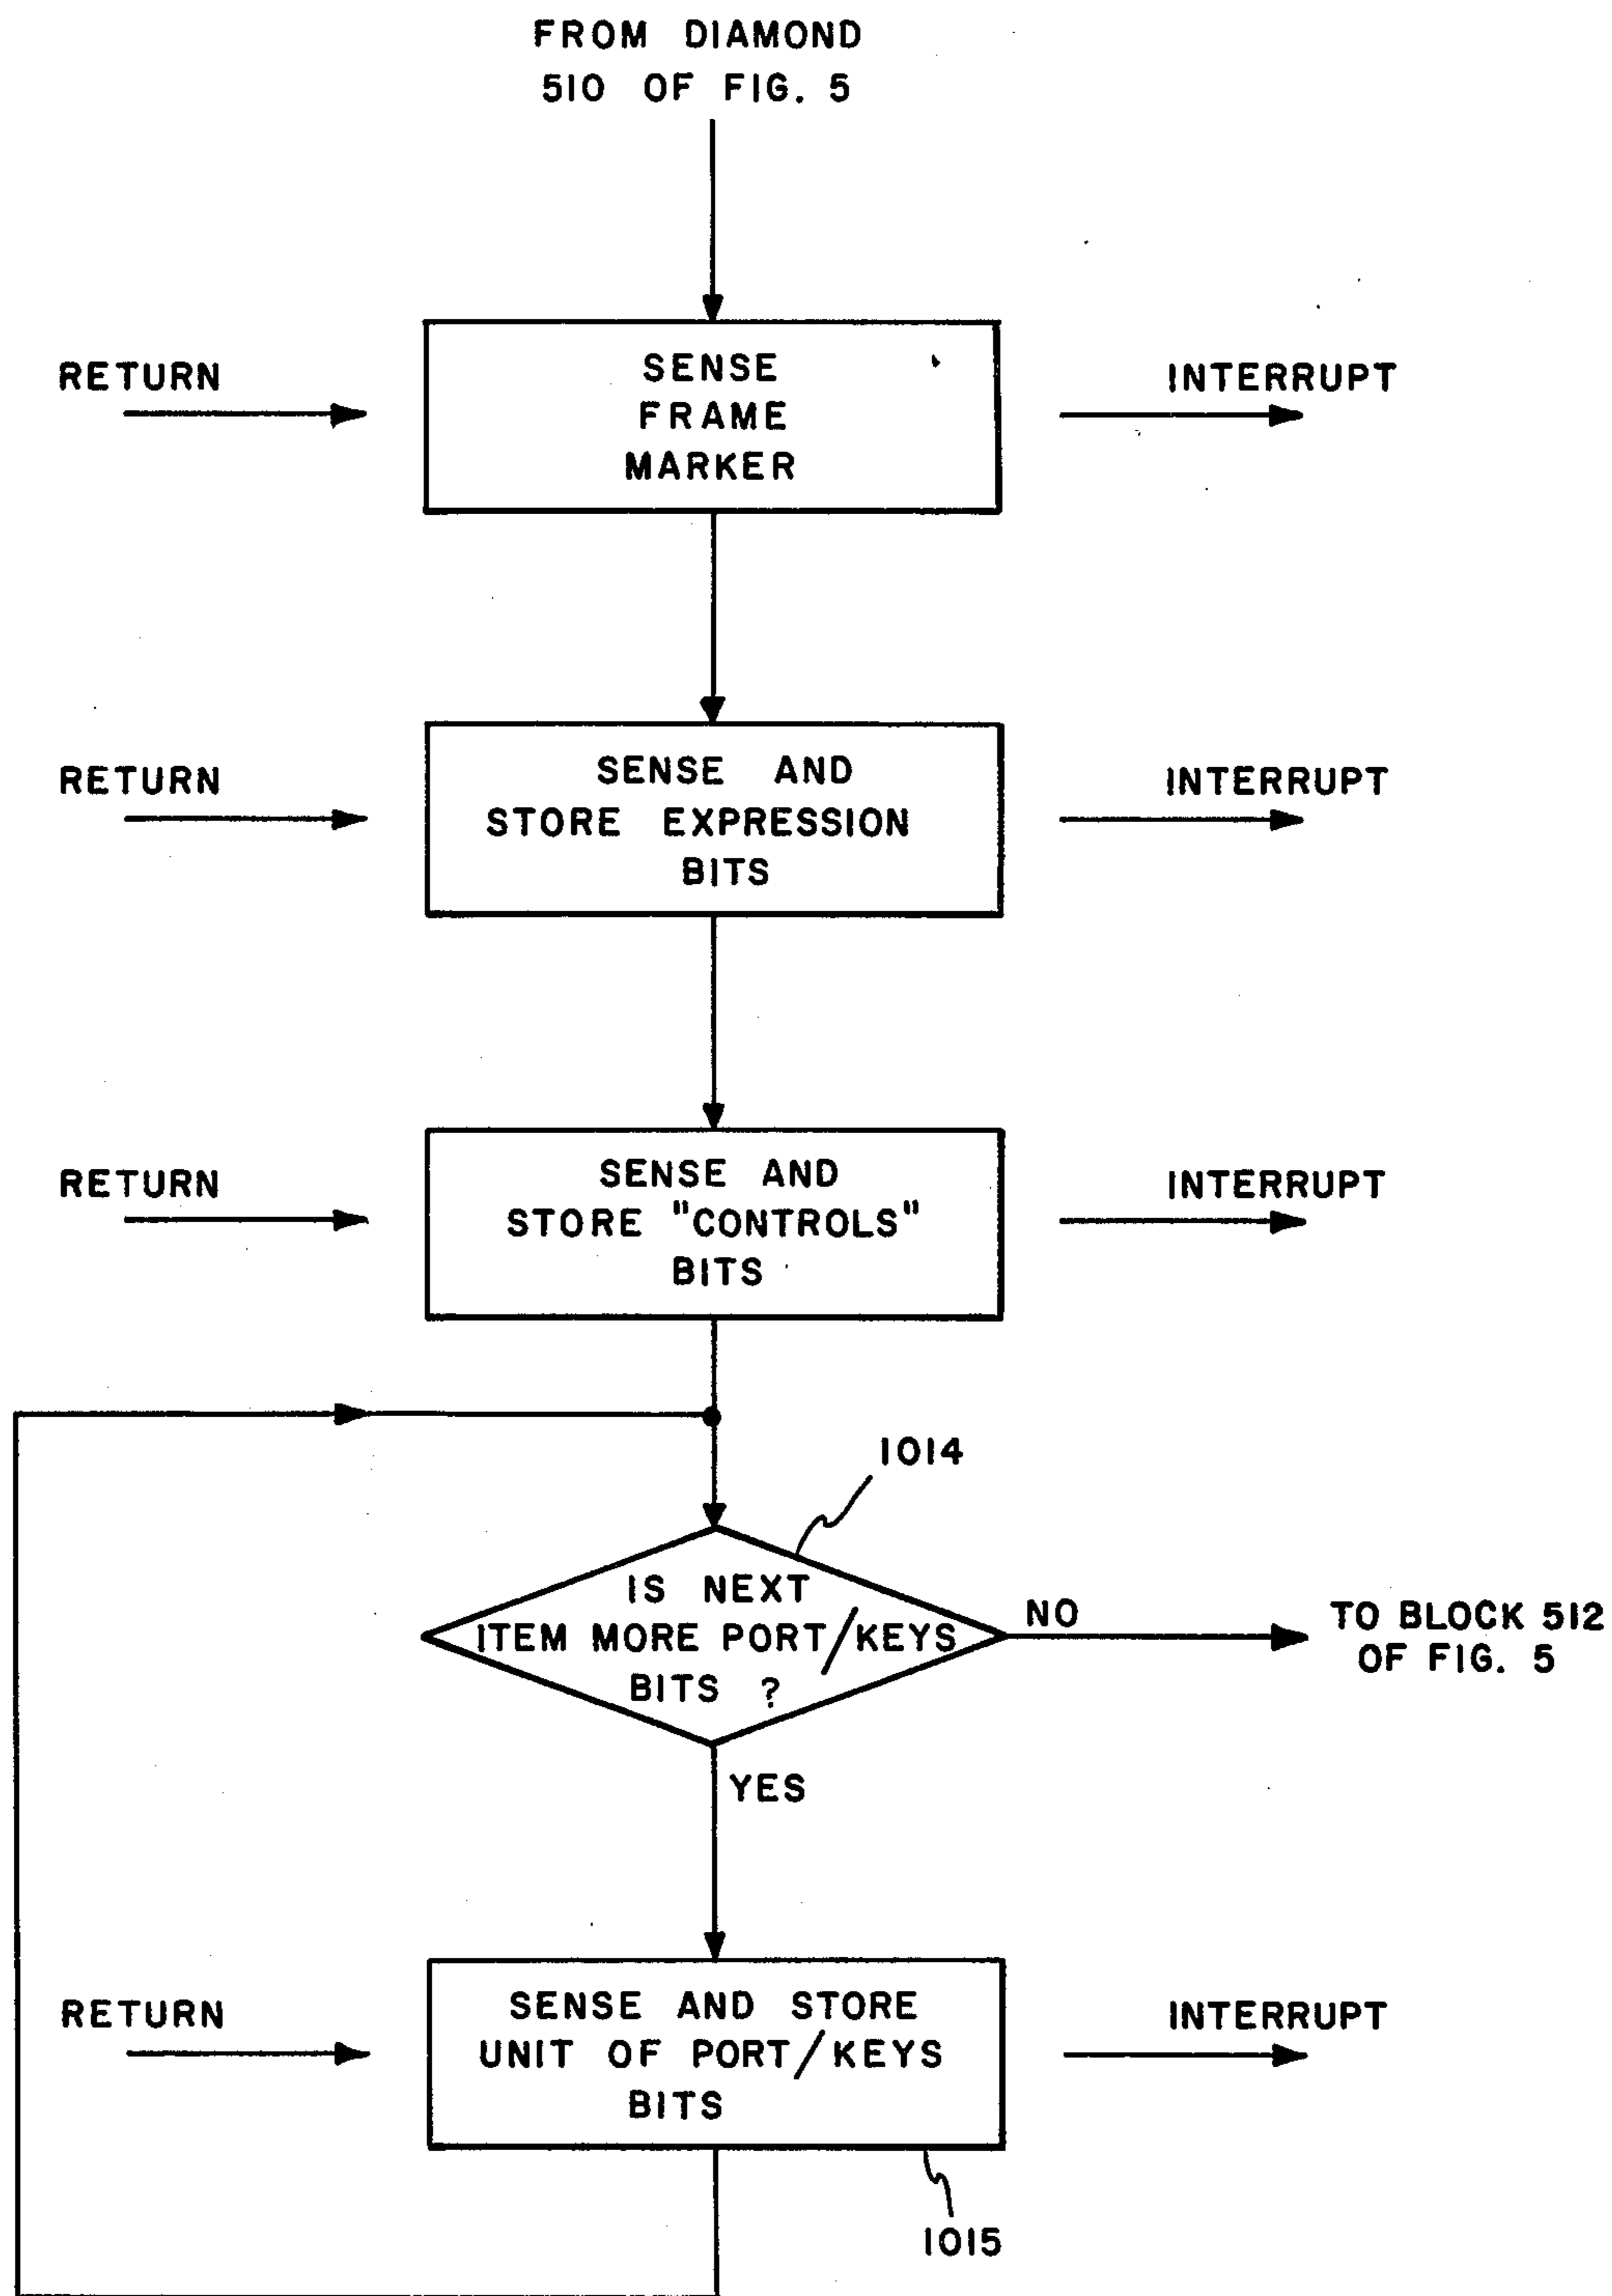 FROM DIAMOND
510 OF FIG. 5
RETURN
SENSE
FRAME
MARKER
INTERRUPT
RETURN
SENSE AND
STORE EXPRESSION
BITS
INTERRUPT
RETURN
SENSE AND
STORE "CONTROLS"
BITS
INTERRUPT
1014
IS NEXT
ITEM MORE PORT/KEYS
BITS ?
NO
TO BLOCK 512
OF FIG. 5
YES
RETURN
SENSE AND STORE
UNIT OF PORT/KEYS
BITS
INTERRUPT
1015